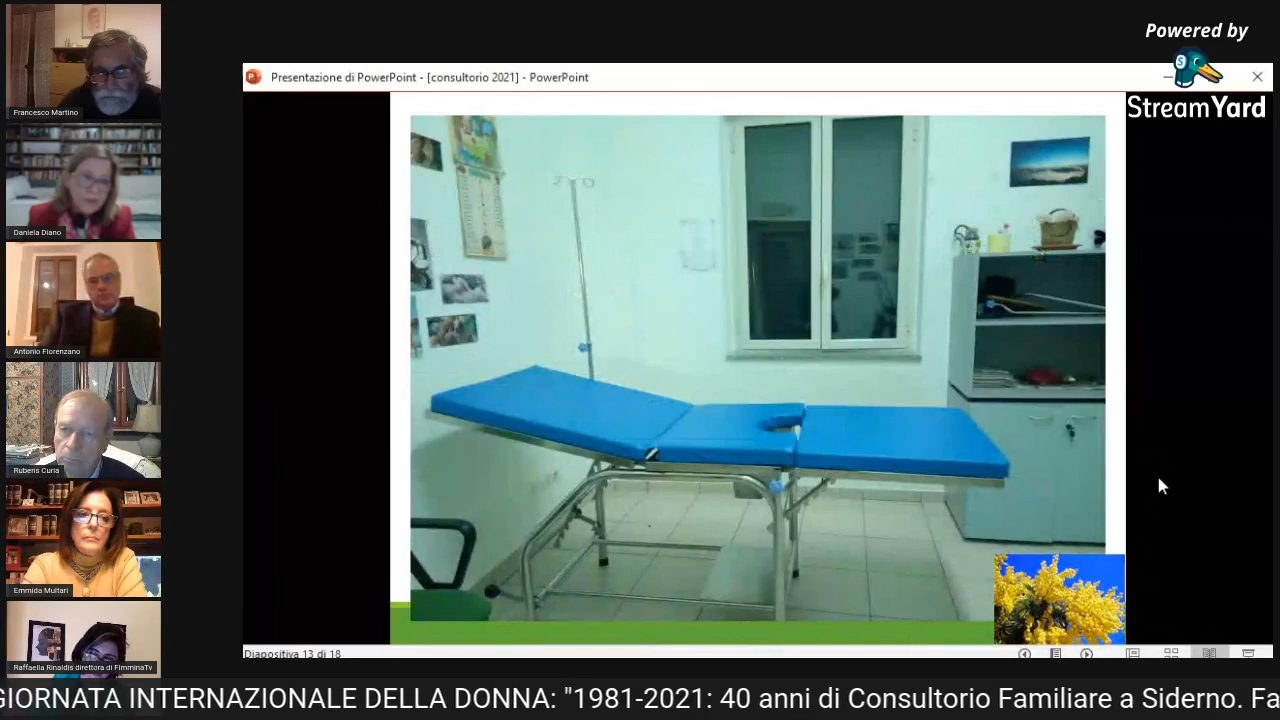 Powered by
StreamYard
Presentazione di PowerPoint - [consultorio 2021] - PowerPoint
Francesco Martino
Daniela Diano
Antonio Florenzano
Rubens Curia
Emmida Multari
Raffaella Rinaldis direttora di FimminaTv
Diapositiva 13 di 18
GIORNATA INTERNAZIONALE DELLA DONNA: "1981-2021: 40 anni di Consultorio Familiare a Siderno. Fa